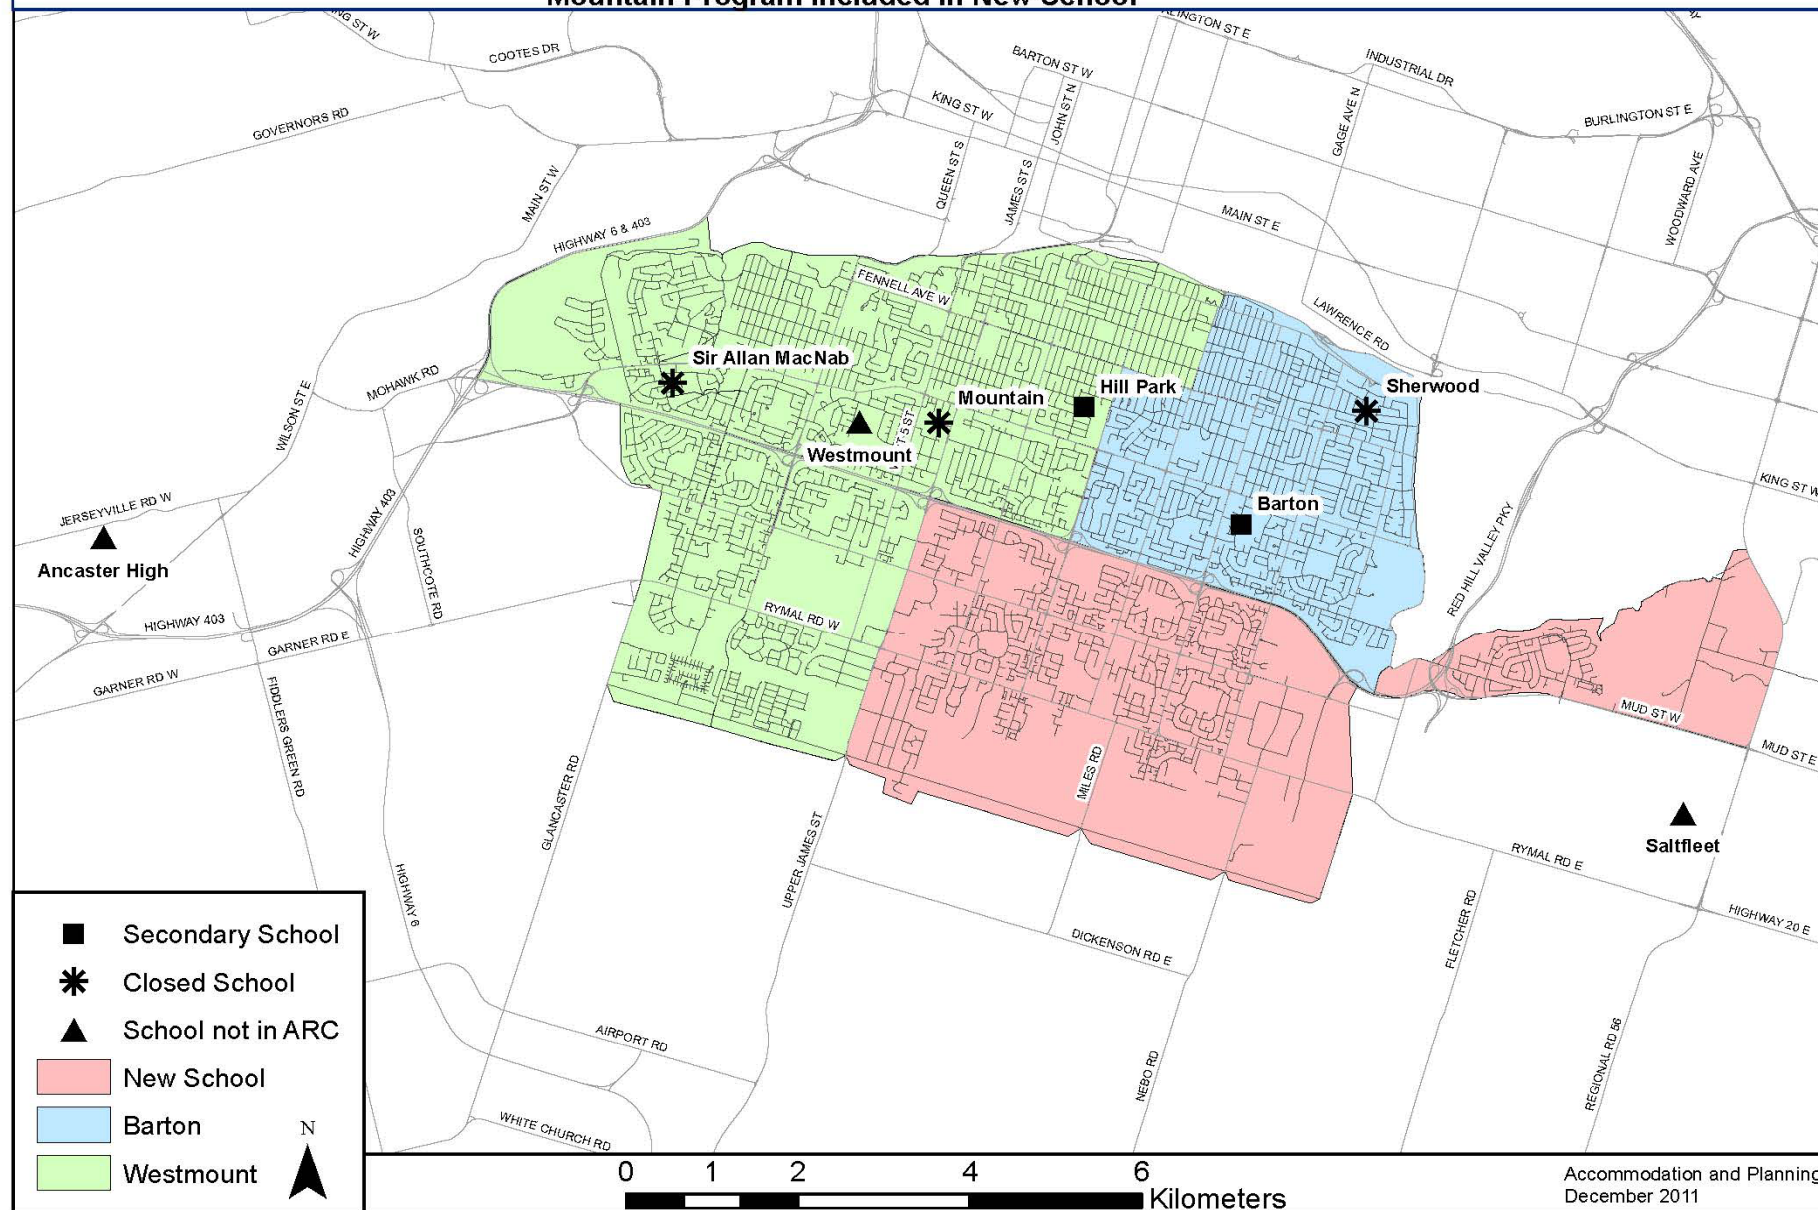 Mountain Program Included in New School
KING ST W
COOTES DR
BARTON ST W
INDUSTRIAL DR
GOVERNORS RD
KING ST W
JOHN ST N
GAGE AVE N
BURLINGTON ST E
MAIN ST W
QUEEN ST S
JAMES ST S
MAIN ST E
WOODWARD AVE
HIGHWAY 6 & 403
FENNELL AVE W
LAWRENCE RD
MOHAWK RD
WILSON ST E
Sir Allan MacNab
Mountain
Hill Park
Sherwood
Westmount
T 5 ST
Barton
KING ST W
JERSEYVILLE RD W
Ancaster High
HIGHWAY 403
SOUTHCOTE RD
RED HILL VALLEY PKY
HIGHWAY 403
GARNER RD E
GARNER RD W
RYMAL RD W
FIDDLERS GREEN RD
MUD ST W
MUD ST E
GLANCASTER RD
UPPER JAMES ST
MILES RD
Saltfleet
RYMAL RD E
HIGHWAY 6
FLETCHER RD
HIGHWAY 20 E
DICKENSON RD E
AIRPORT RD
NEBO RD
REGIONAL RD 56
WHITE CHURCH RD
Secondary School
Closed School
School not in ARC
New School
Barton
Westmount
N
0 1 2 4 6
Kilometers
Accommodation and Planning
December 2011